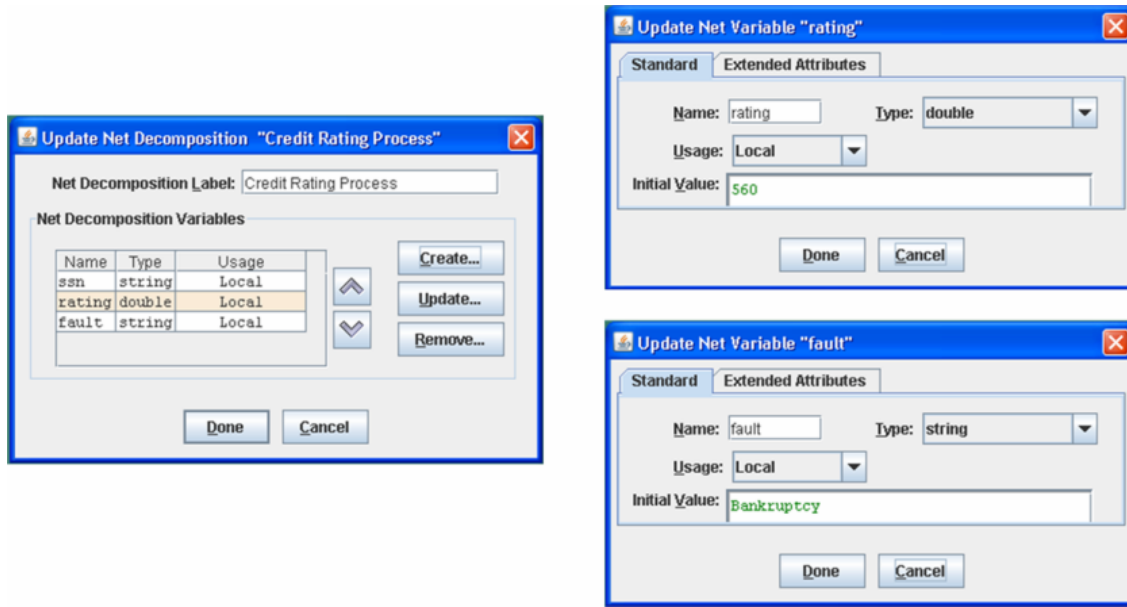 Update Net Decomposition "Credit Rating Process"
Net Decomposition Label: Credit Rating Process
Net Decomposition Variables
Name Type Usage
ssn string Local
rating double Local
fault string Local
Create...
Update...
Remove...
Done Cancel
Update Net Variable "rating"
Standard Extended Attributes
Name: rating Type: double
Usage: Local
Initial Value: 560
Done Cancel
Update Net Variable "fault"
Standard Extended Attributes
Name: fault Type: string
Usage: Local
Initial Value: Bankruptcy
Done Cancel